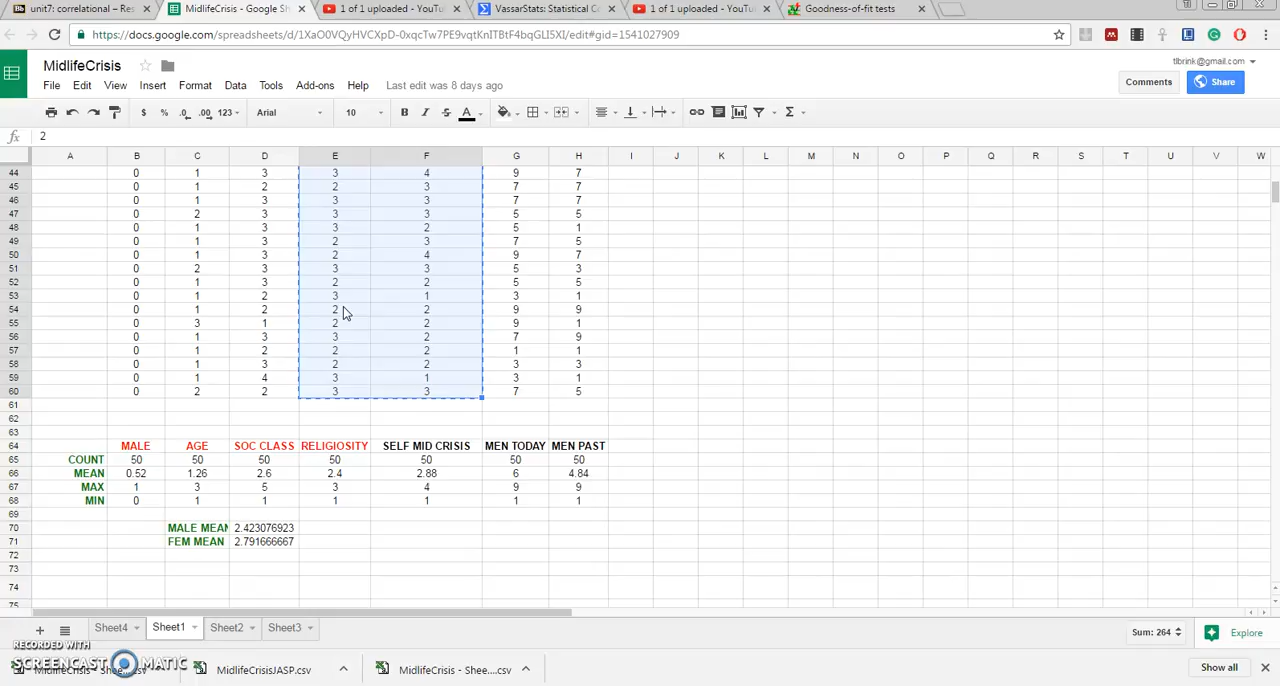 unit7: correlational – Re
MidlifeCrisis - Google Sh
1 of 1 uploaded - YouTu
VassarStats: Statistical C
1 of 1 uploaded - YouTu
Goodness-of-fit tests
https://docs.google.com/spreadsheets/d/1XaO0VQyHVCXpD-0xqcTw7PE9vqtKnITBtF4bqGLI5XI/edit#gid=1541027909
MidlifeCrisis
tlbrink@gmail.com
File Edit View Insert Format Data Tools Add-ons Help Last edit was 8 days ago
Comments Share
$ % .0 .00 123 Arial 10 B I S A
fx 2
A B C D E F G H I J K L M N O P Q R S T U V W
44 0 1 3 3 4 9 7
45 0 1 2 2 3 7 7
46 0 1 3 3 3 7 7
47 0 2 3 3 3 5 5
48 0 1 3 3 2 5 1
49 0 1 3 2 3 7 5
50 0 1 3 2 4 9 7
51 0 2 3 3 3 5 3
52 0 1 3 2 2 5 5
53 0 1 2 3 1 3 1
54 0 1 2 2 2 9 9
55 0 3 1 2 2 9 1
56 0 1 3 3 2 7 9
57 0 1 2 2 2 1 1
58 0 1 3 2 2 3 3
59 0 1 4 3 1 3 1
60 0 2 2 3 3 7 5
61
62
63
64 MALE AGE SOC CLASS RELIGIOSITY SELF MID CRISIS MEN TODAY MEN PAST
65 COUNT 50 50 50 50 50 50 50
66 MEAN 0.52 1.26 2.6 2.4 2.88 6 4.84
67 MAX 1 3 5 3 4 9 9
68 MIN 0 1 1 1 1 1 1
69
70 MALE MEAN 2.423076923
71 FEM MEAN 2.791666667
72
73
74
75
Sheet4 Sheet1 Sheet2 Sheet3
Sum: 264 Explore
RECORDED WITH
SCREENCAST MATIC
MidlifeCrisis - Shee....csv
MidlifeCrisisJASP.csv
MidlifeCrisis - Shee....csv
Show all